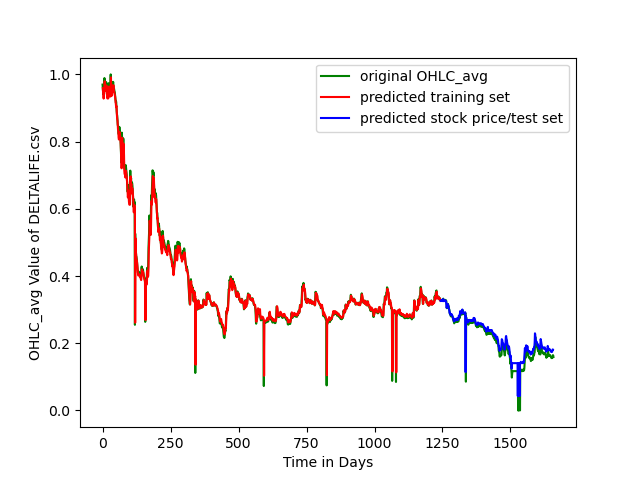 original OHLC_avg
predicted training set
predicted stock price/test set
OHLC_avg Value of DELTALIFE.csv
1.0
0.8
0.6
0.4
0.2
0.0
0 250 500 750 1000 1250 1500
Time in Days